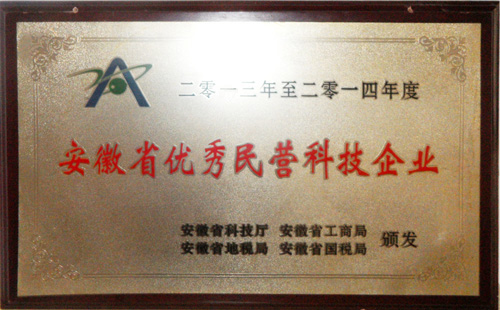 二零一三年至二零一四年度
安徽省优秀民营科技企业
安徽省科技厅 安徽省工商局
安徽省地税局 安徽省国税局 颁发